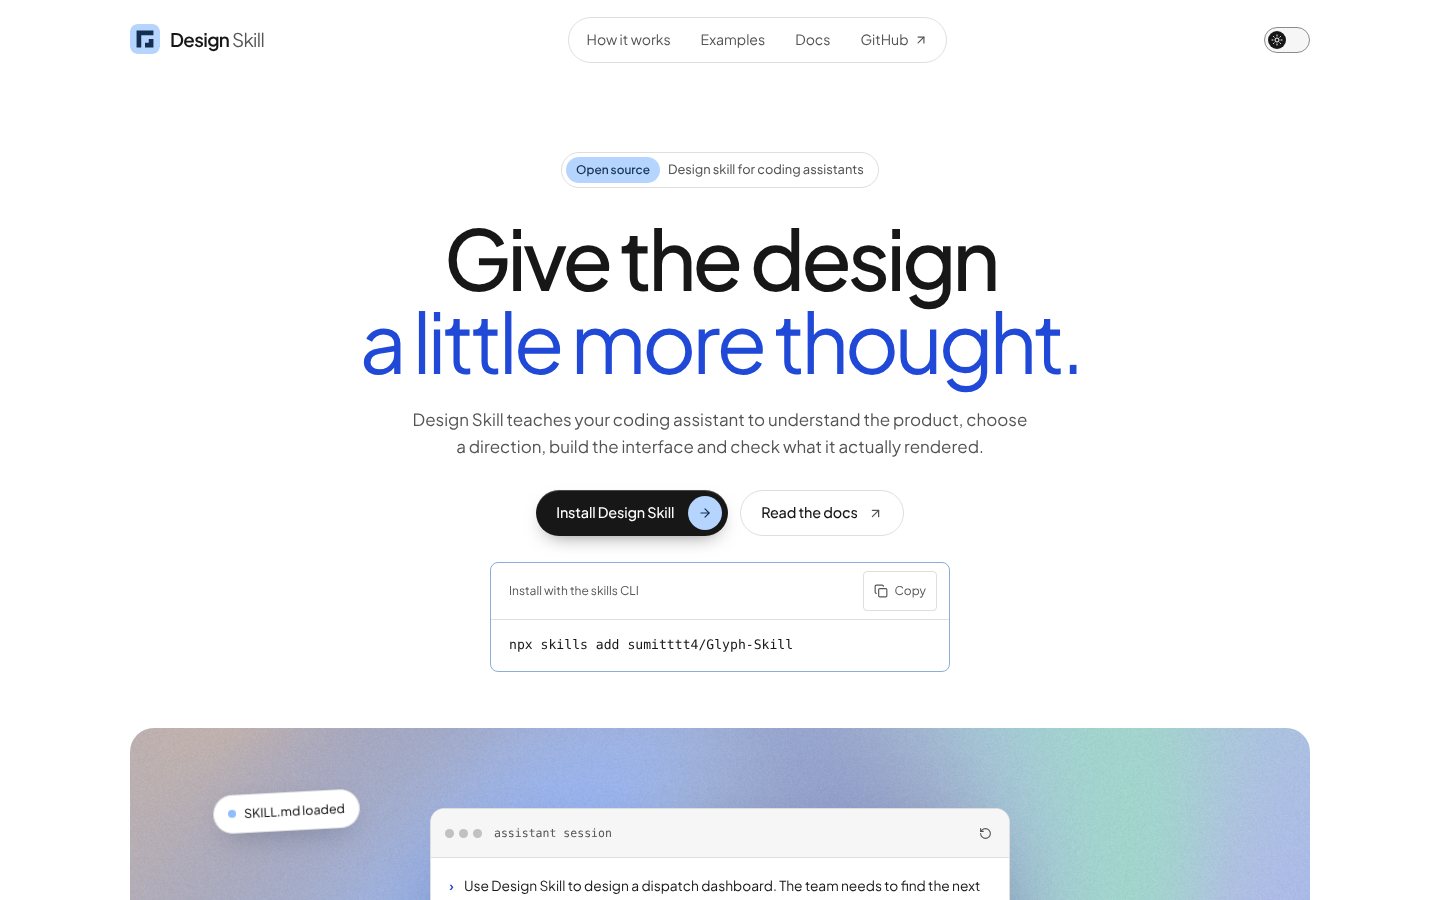 Design Skill
How it works
Examples
Docs
GitHub
Open source
Design skill for coding assistants
Give the design
a little more thought.
Design Skill teaches your coding assistant to understand the product, choose
a direction, build the interface and check what it actually rendered.
Install Design Skill
Read the docs
Install with the skills CLI
Copy
npx skills add sumitttt4/Glyph-Skill
SKILL.md loaded
assistant session
› Use Design Skill to design a dispatch dashboard. The team needs to find the next